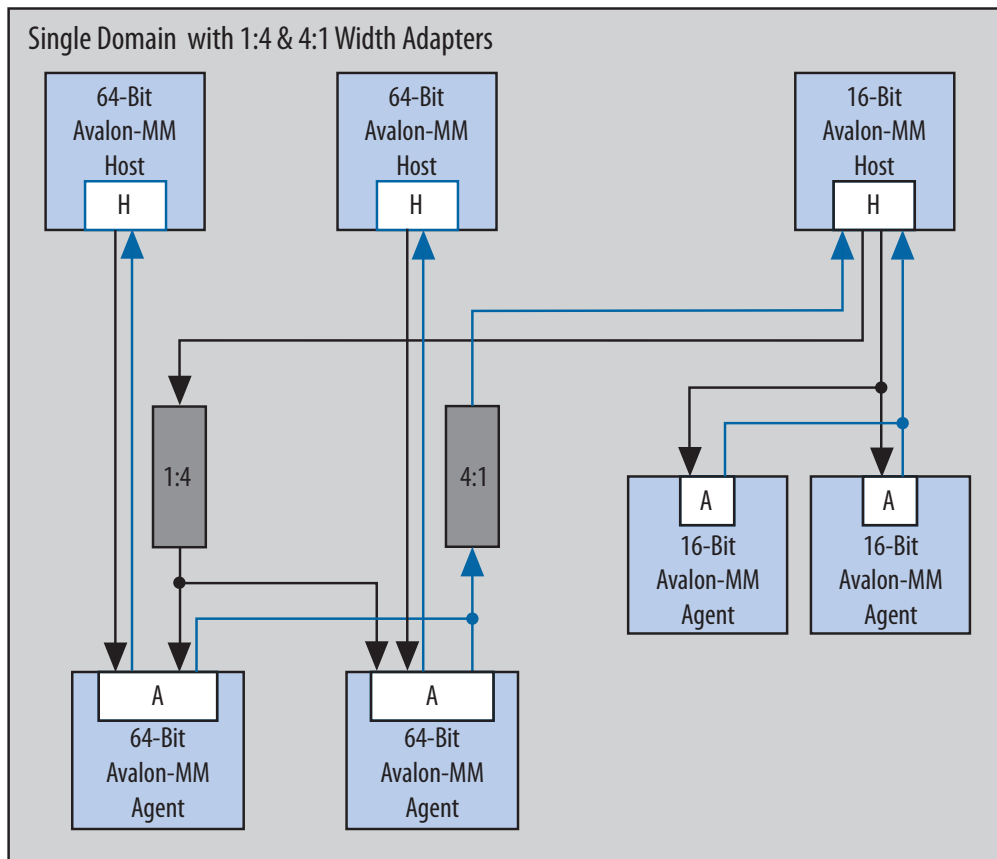 Single Domain with 1:4 & 4:1 Width Adapters
64-Bit
Avalon-MM
Host
H
64-Bit
Avalon-MM
Host
H
16-Bit
Avalon-MM
Host
H
1:4
4:1
A
16-Bit
Avalon-MM
Agent
A
16-Bit
Avalon-MM
Agent
A
64-Bit
Avalon-MM
Agent
A
64-Bit
Avalon-MM
Agent